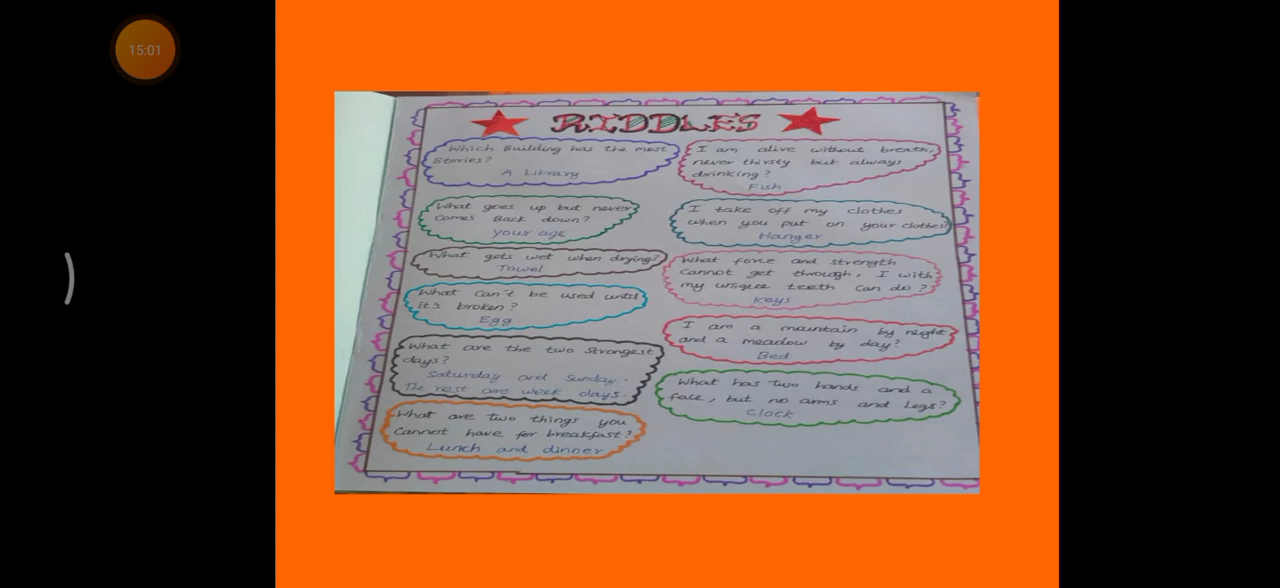 15:01
RIDDLES
Which Building has the most
Stories?
A Library
What goes up but never
Comes Back down?
Your age
What gets wet when drying?
Towel
What can't be used until
it's broken?
Egg
What are the two Strongest
days?
Saturday and Sunday.
The rest are week days.
What are two things you
Cannot have for breakfast?
Lunch and dinner
I am alive without breath,
never thirsty but always
drinking?
Fish
I take off my clothes
when you put on your clothes?
Hanger
What force and strength
Cannot get through, I with
my unique teeth Can do?
Keys
I am a mountain by night
and a meadow by day?
Bed
What has two hands and a
face, but no arms and Legs?
Clock